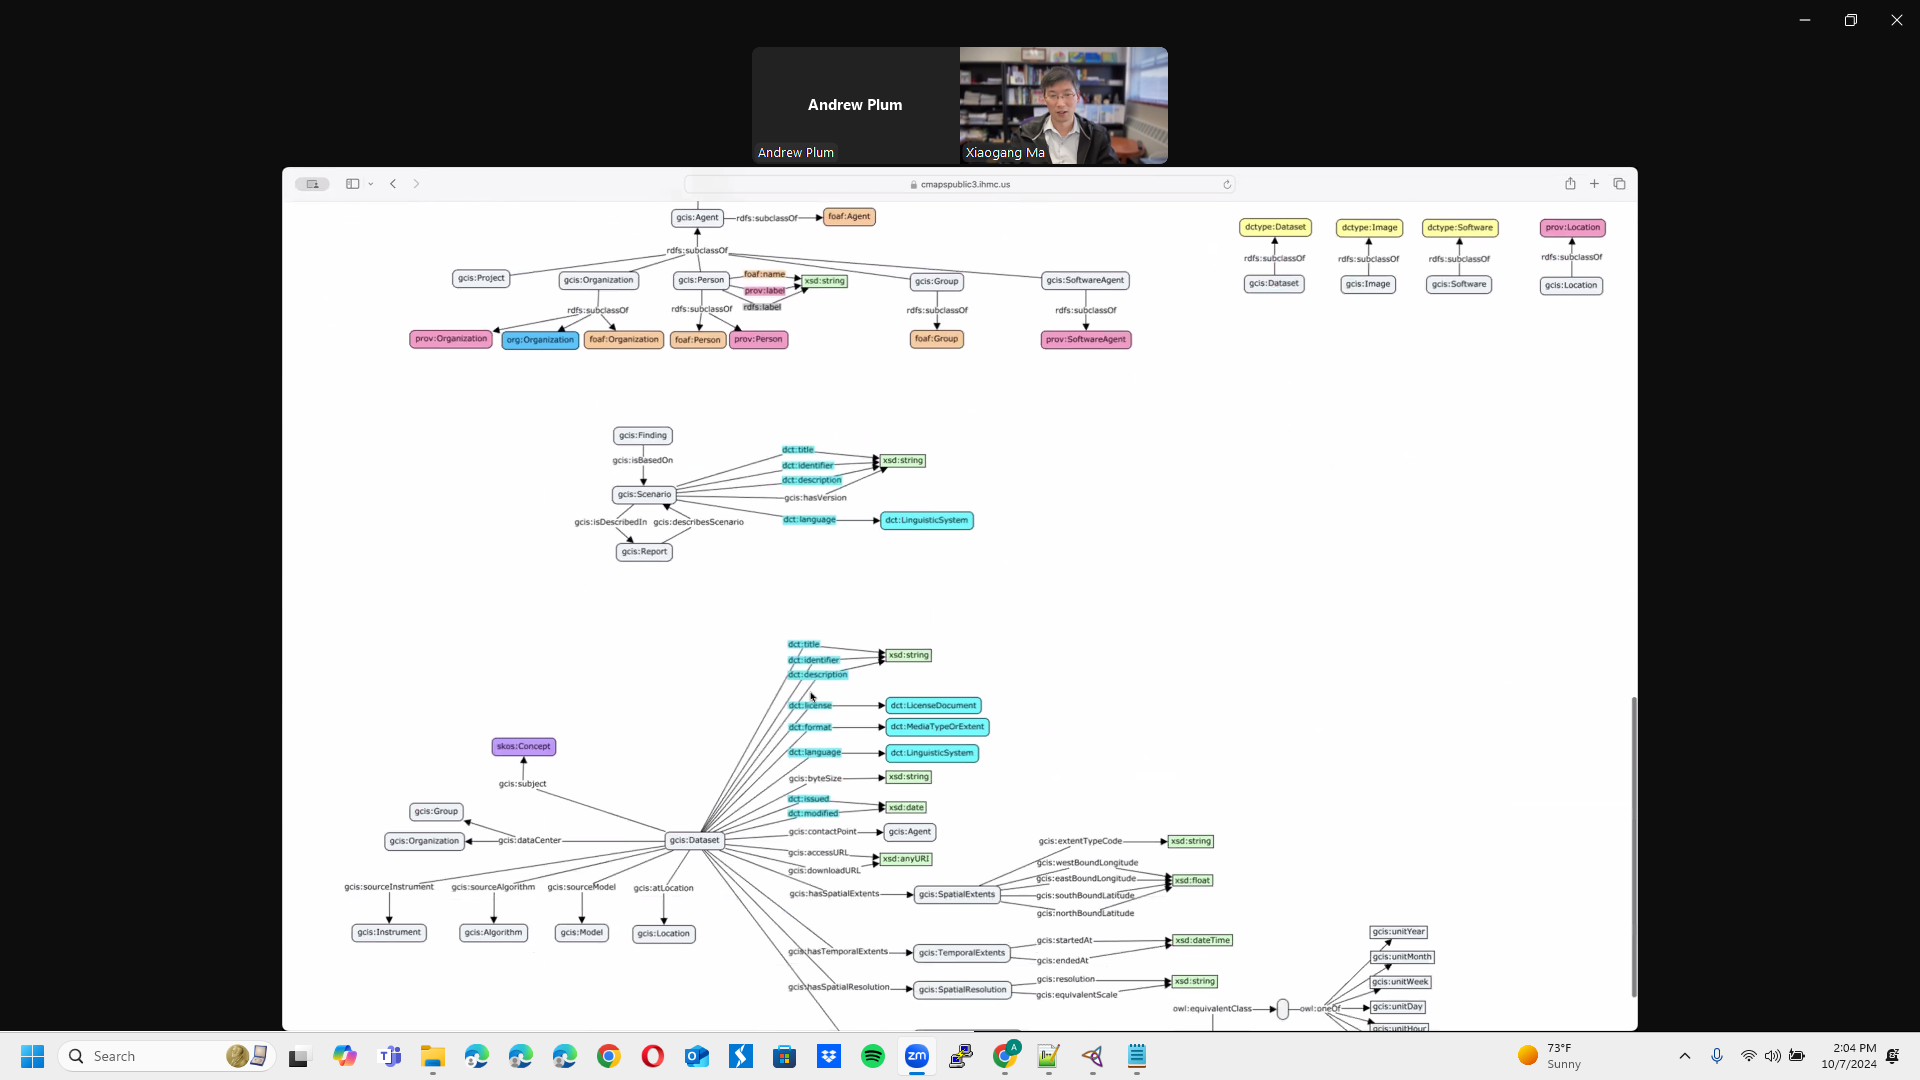 Andrew Plum
Andrew Plum
Xiaogang Ma
cmapspublic3.ihmc.us
gcis:Agent
rdfs:subclassOf
foaf:Agent
dctype:Dataset
dctype:Image
dctype:Software
prov:Location
rdfs:subclassOf
rdfs:subclassOf
rdfs:subclassOf
rdfs:subclassOf
rdfs:subclassOf
gcis:Project
gcis:Organization
gcis:Person
foaf:name
prov:label
rdfs:label
xsd:string
gcis:Group
gcis:SoftwareAgent
gcis:Dataset
gcis:Image
gcis:Software
gcis:Location
rdfs:subclassOf
rdfs:subclassOf
rdfs:subclassOf
rdfs:subclassOf
prov:Organization
org:Organization
foaf:Organization
foaf:Person
prov:Person
foaf:Group
prov:SoftwareAgent
gcis:Finding
gcis:isBasedOn
gcis:Scenario
dct:title
dct:identifier
dct:description
gcis:hasVersion
xsd:string
dct:language
dct:LinguisticSystem
gcis:isDescribedIn
gcis:describesScenario
gcis:Report
dct:title
dct:identifier
dct:description
xsd:string
dct:license
dct:LicenseDocument
dct:format
dct:MediaTypeOrExtent
dct:language
dct:LinguisticSystem
skos:Concept
gcis:subject
gcis:byteSize
xsd:string
dct:issued
dct:modified
xsd:date
gcis:Group
gcis:Organization
gcis:dataCenter
gcis:Dataset
gcis:contactPoint
gcis:Agent
gcis:accessURL
gcis:downloadURL
xsd:anyURI
gcis:hasSpatialExtents
gcis:SpatialExtents
gcis:extentTypeCode
xsd:string
gcis:westBoundLongitude
gcis:eastBoundLongitude
gcis:southBoundLatitude
gcis:northBoundLatitude
xsd:float
gcis:sourceInstrument
gcis:sourceAlgorithm
gcis:sourceModel
gcis:atLocation
gcis:Instrument
gcis:Algorithm
gcis:Model
gcis:Location
gcis:hasTemporalExtents
gcis:TemporalExtents
gcis:startedAt
gcis:endedAt
xsd:dateTime
gcis:hasSpatialResolution
gcis:SpatialResolution
gcis:resolution
gcis:equivalentScale
xsd:string
owl:equivalentClass
owl:oneOf
gcis:unitYear
gcis:unitMonth
gcis:unitWeek
gcis:unitDay
gcis:unitHour
Search
zm
A
73°F
Sunny
2:04 PM
10/7/2024